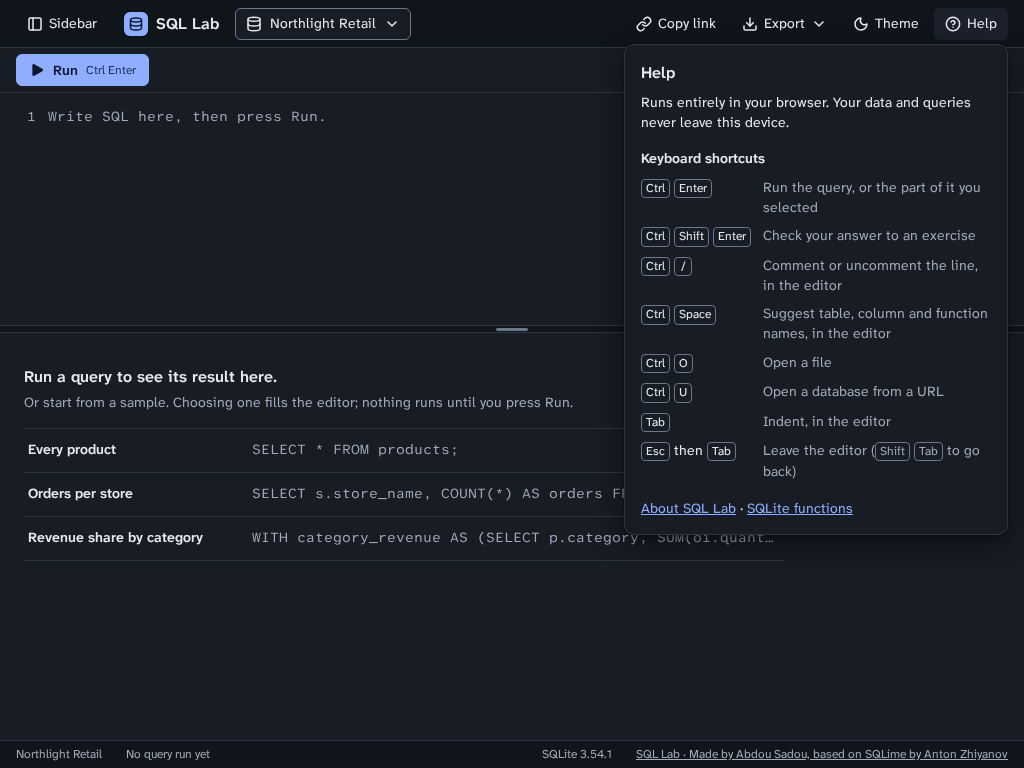 Sidebar SQL Lab Northlight Retail Copy link Export Theme Help
Run Ctrl Enter
1 Write SQL here, then press Run.
Help
Runs entirely in your browser. Your data and queries
never leave this device.
Keyboard shortcuts
Ctrl Enter Run the query, or the part of it you
selected
Ctrl Shift Enter Check your answer to an exercise
Ctrl / Comment or uncomment the line,
in the editor
Ctrl Space Suggest table, column and function
names, in the editor
Ctrl O Open a file
Ctrl U Open a database from a URL
Tab Indent, in the editor
Esc then Tab Leave the editor (Shift Tab to go
back)
About SQL Lab · SQLite functions
Run a query to see its result here.
Or start from a sample. Choosing one fills the editor; nothing runs until you press Run.
Every product SELECT * FROM products;
Orders per store SELECT s.store_name, COUNT(*) AS orders
Revenue share by category WITH category_revenue AS (SELECT p.category, SUM(oi.quant…
Northlight Retail No query run yet SQLite 3.54.1 SQL Lab · Made by Abdou Sadou, based on SQLime by Anton Zhiyanov